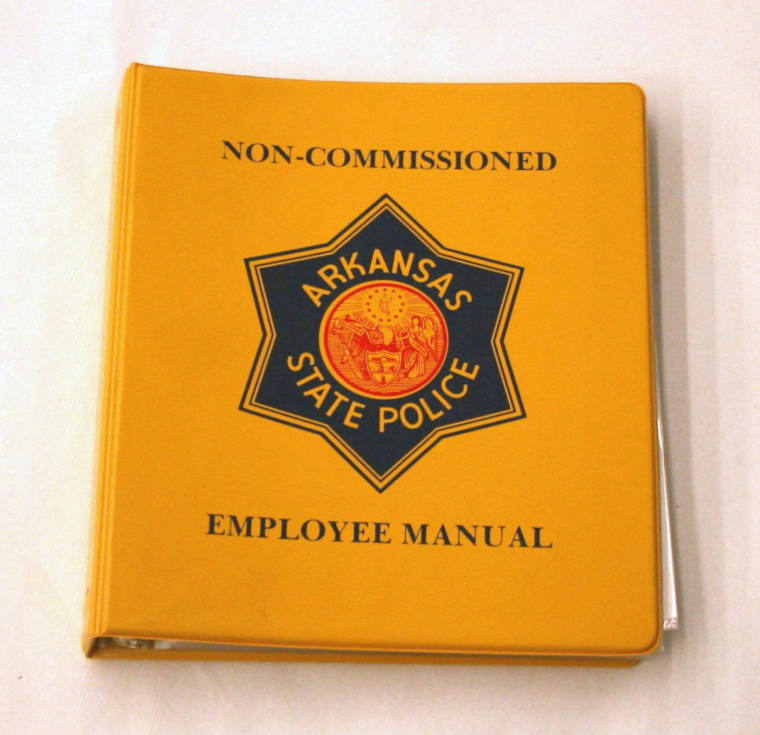 NON-COMMISSIONED
ARKANSAS
STATE POLICE
EMPLOYEE MANUAL